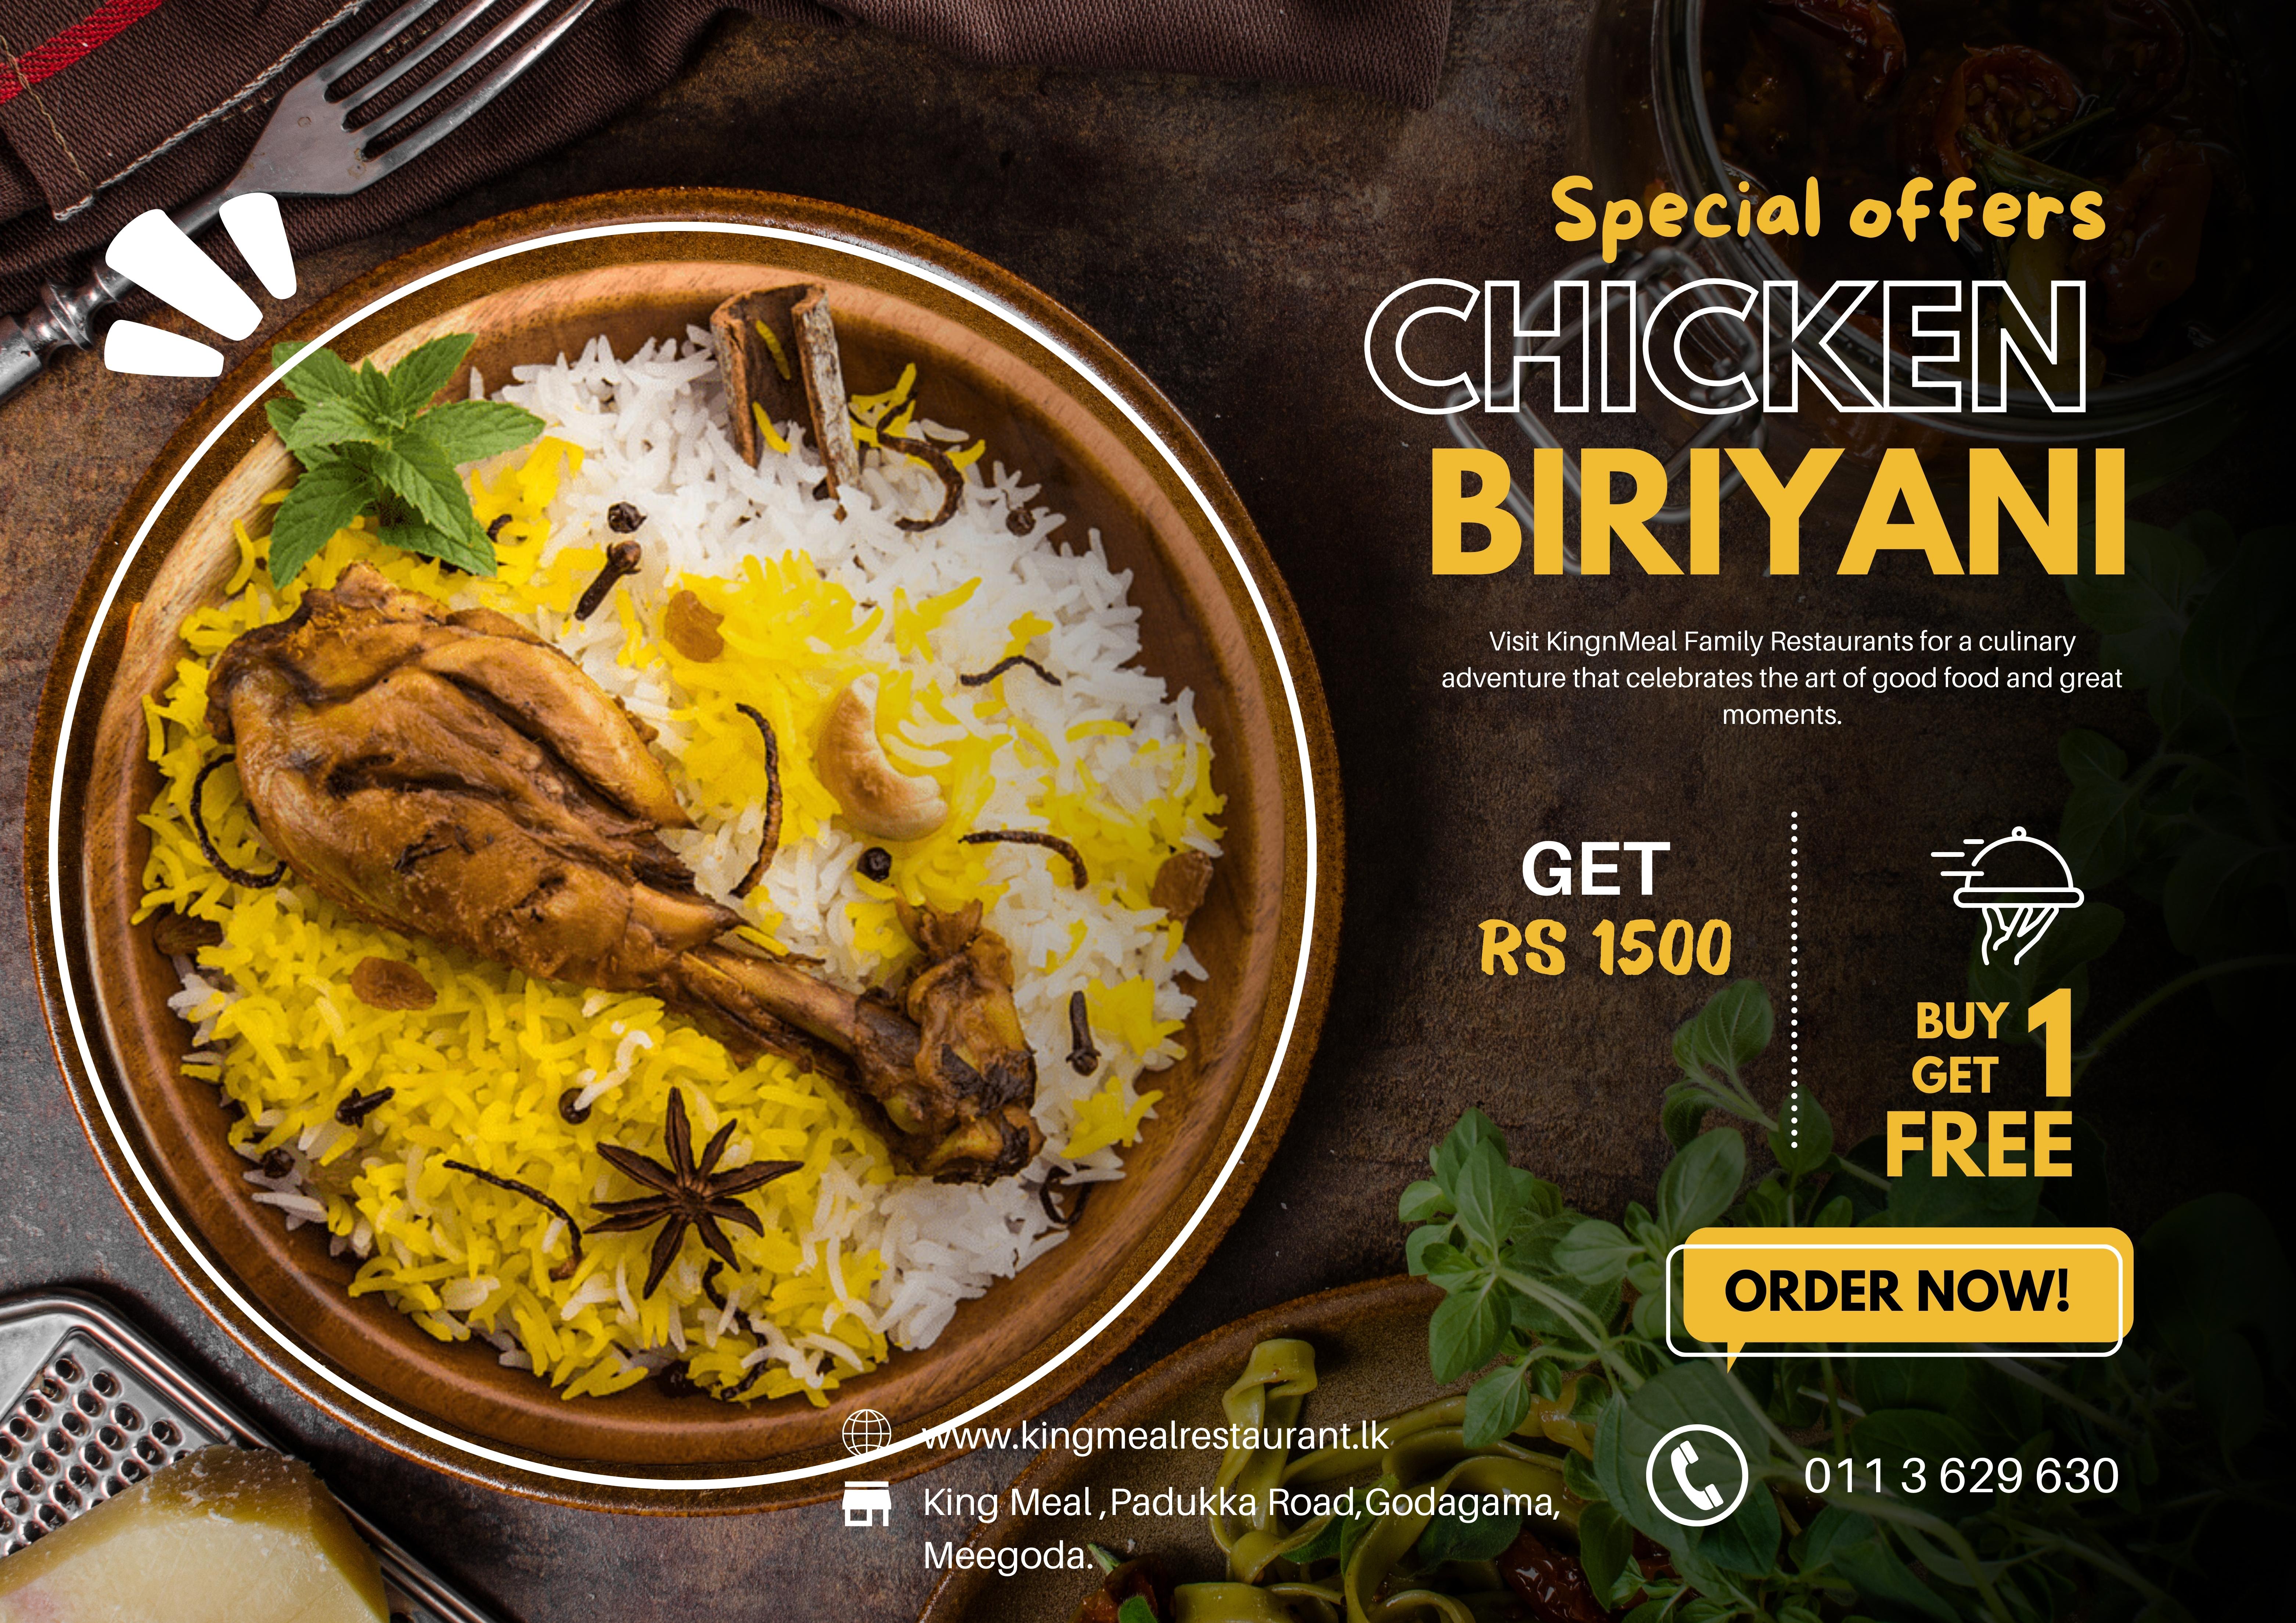 Special offers
CHICKEN
BIRIYANI
Visit KingnMeal Family Restaurants for a culinary
adventure that celebrates the art of good food and great
moments.
GET
RS 1500
BUY 1
GET
FREE
ORDER NOW!
www.kingmealrestaurant.lk
King Meal ,Padukka Road,Godagama,
Meegoda.
011 3 629 630